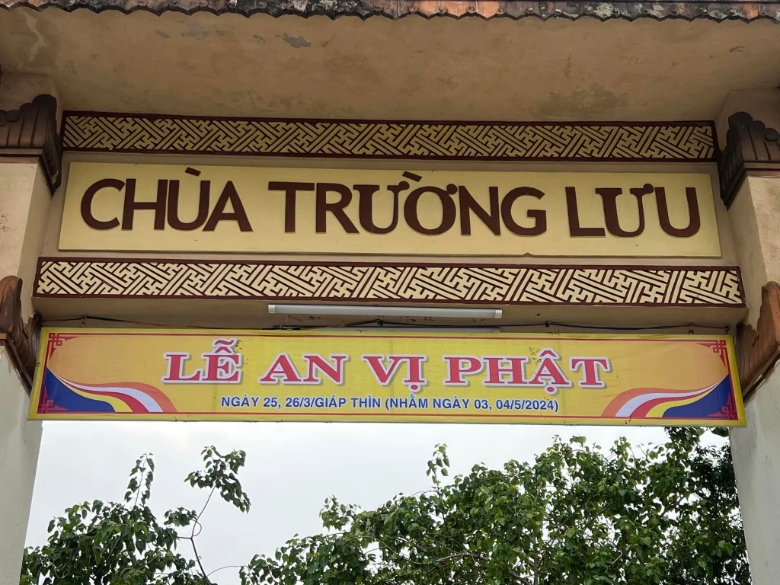 CHÙA TRƯỜNG LƯU
LỄ AN VỊ PHẬT
NGÀY 25, 26/3/GIÁP THÌN (NHẰM NGÀY 03, 04/5/2024)